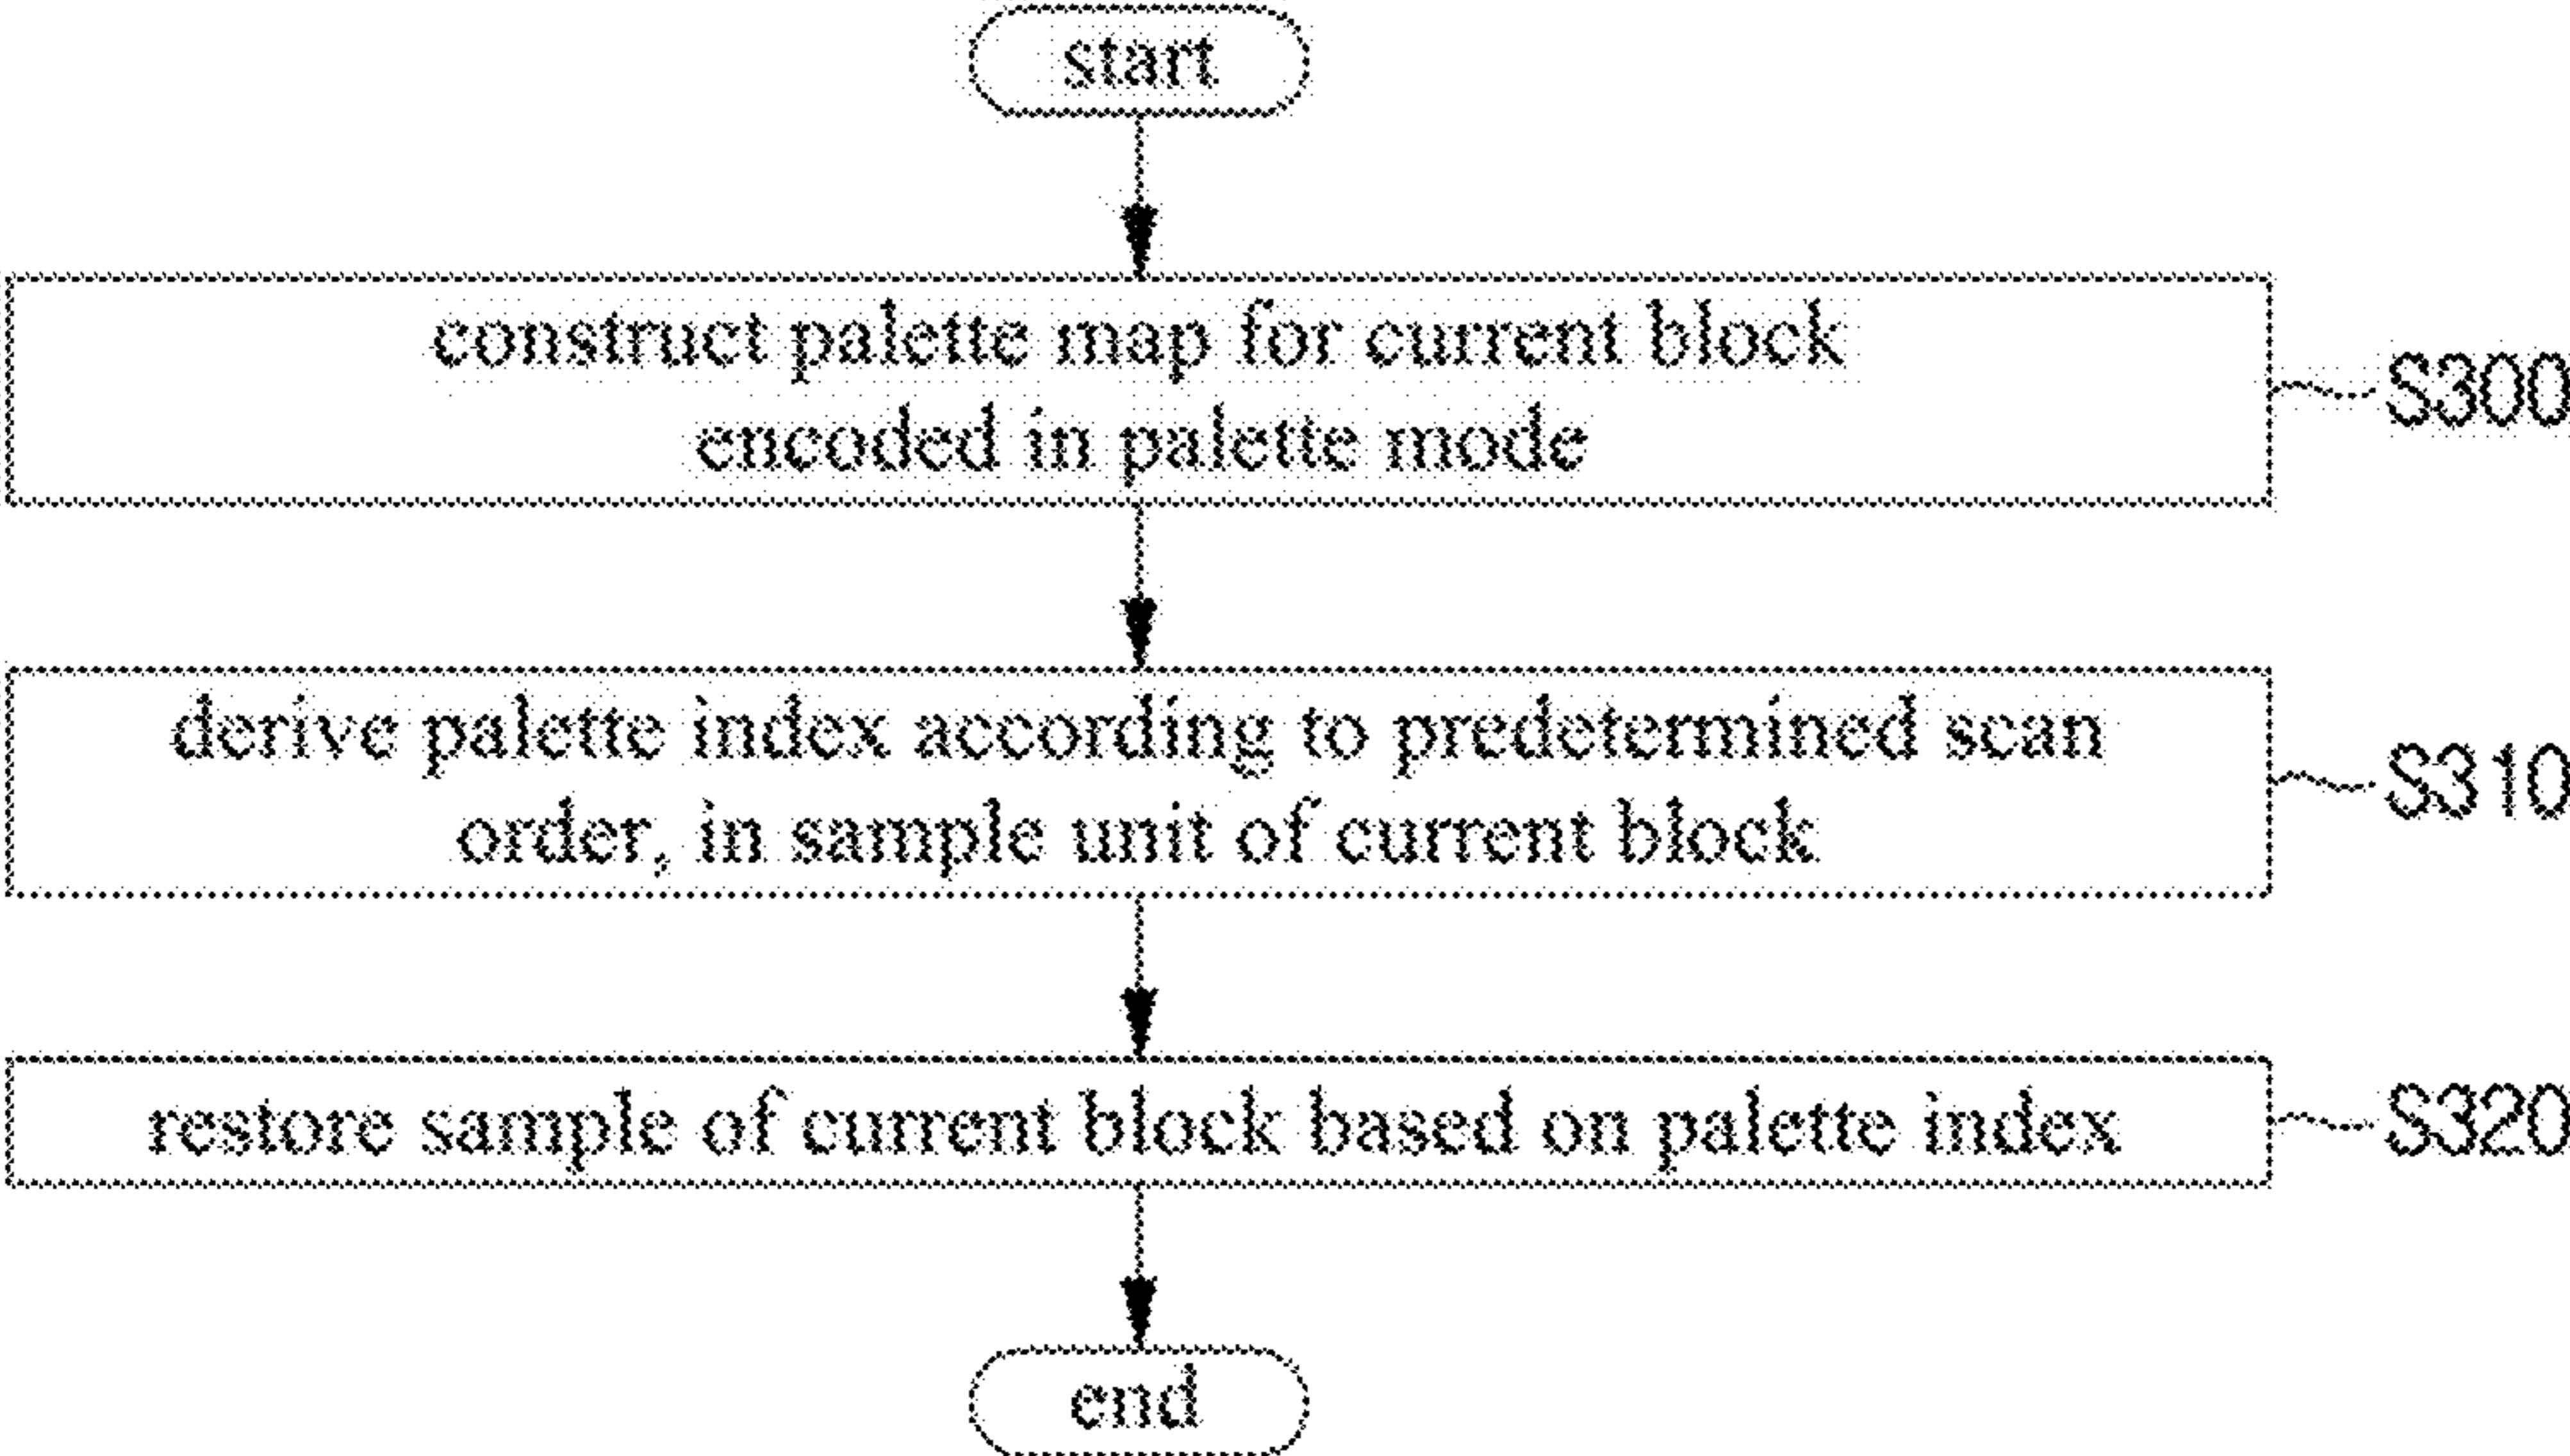 start
construct palette map for current block
encoded in palette mode
S300
derive palette index according to predetermined scan
order, in sample unit of current block
S310
restore sample of current block based on palette index
S320
end